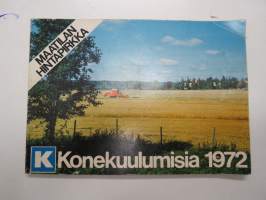 MAATILAN
HINTAPIRKKA
K Konekuulumisia 1972